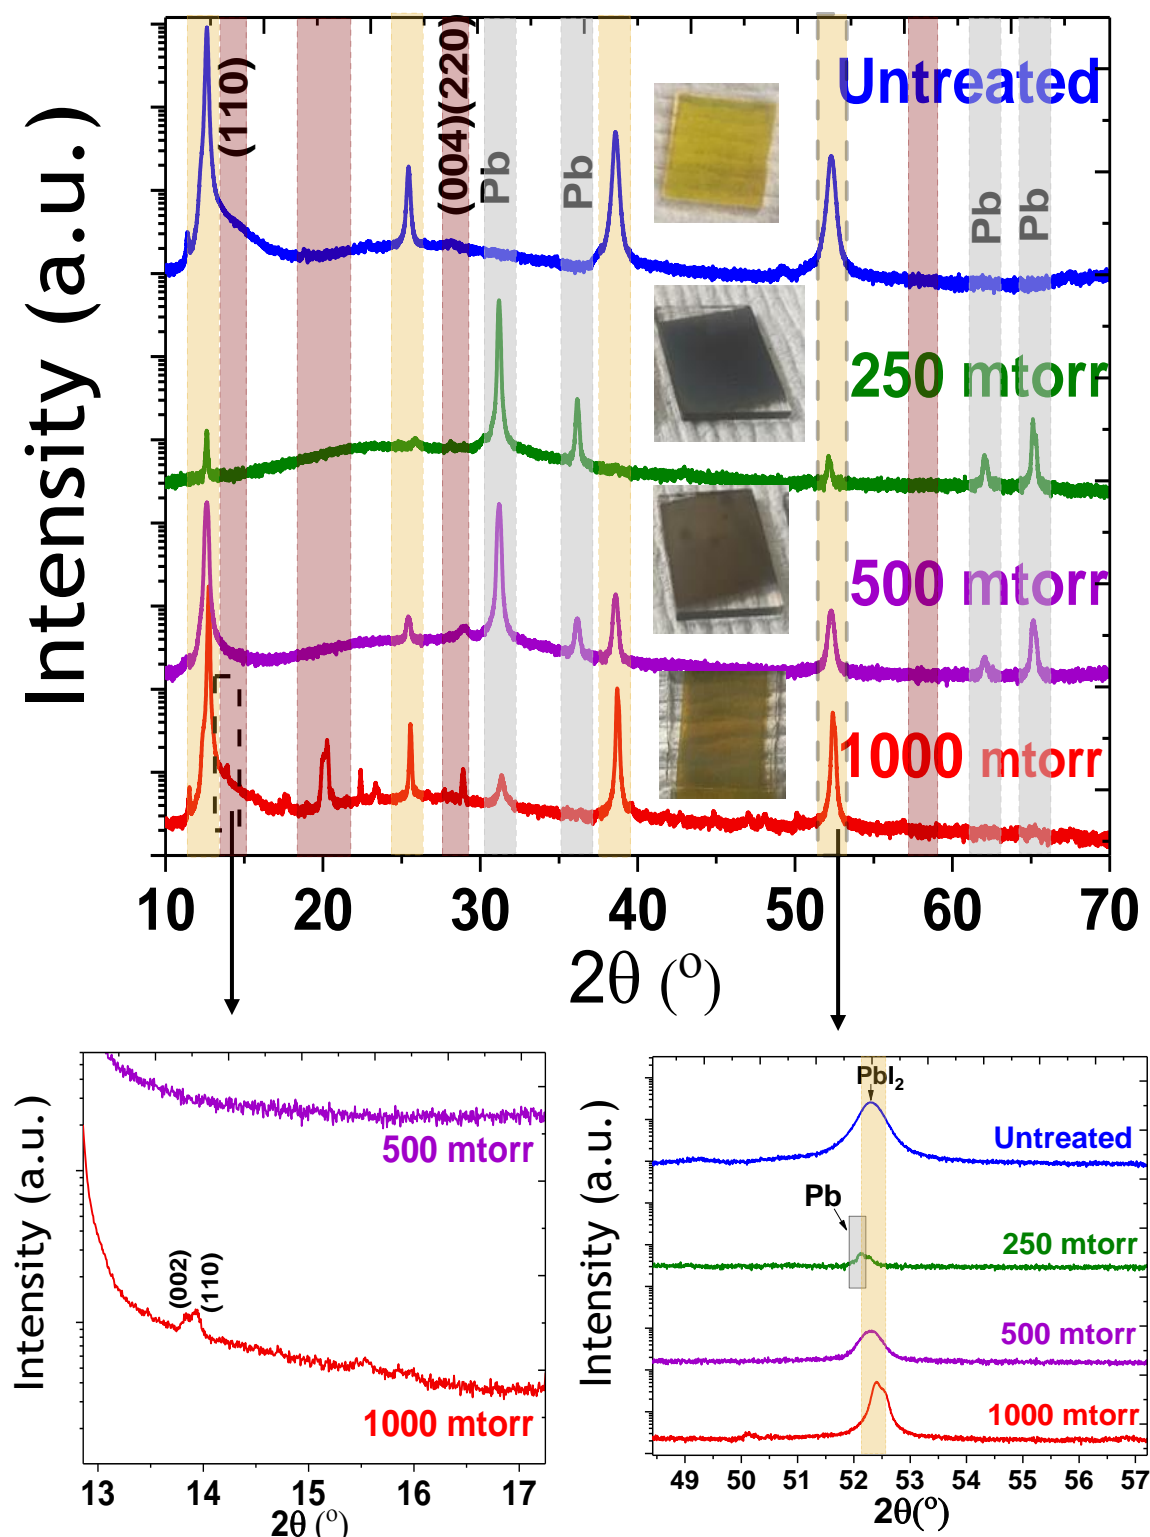 Intensity (a.u.)
(110)
(004)(220)
Pb
Pb
Pb
Pb
Untreated
250 mtorr
500 mtorr
1000 mtorr
10 20 30 40 50 60 70
2θ (º)
Intensity (a.u.)
500 mtorr
(002)
(110)
1000 mtorr
13 14 15 16 17
2θ (º)
Intensity (a.u.)
PbI₂
Untreated
Pb
250 mtorr
500 mtorr
1000 mtorr
49 50 51 52 53 54 55 56 57
2θ(º)